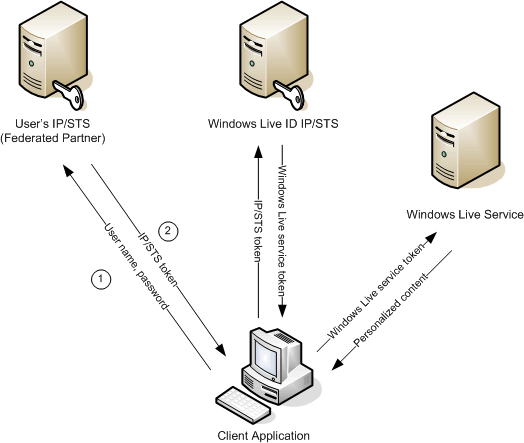 User's IP/STS
(Federated Partner)
Windows Live ID IP/STS
Windows Live Service
2
IP/STS token
1
User name, password
IP/STS token
Windows Live service token
Windows Live service token
Personalized content
Client Application